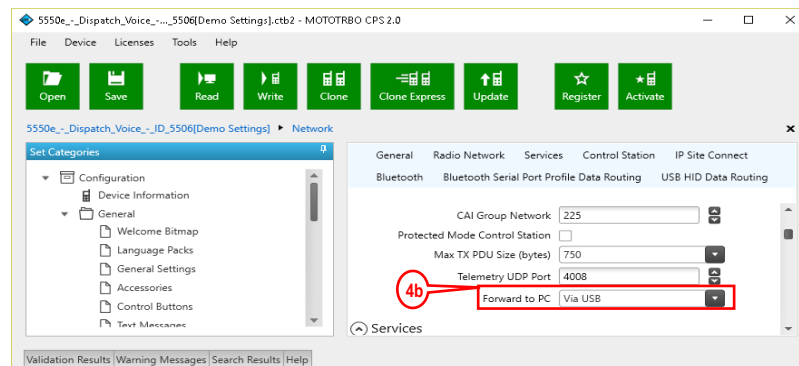 5550e_-_Dispatch_Voice_-..._5506[Demo Settings].ctb2 - MOTOTRBO CPS 2.0
File Device Licenses Tools Help
Open Save Read Write Clone Clone Express Update Register Activate
5550e_-_Dispatch_Voice_-_ID_5506[Demo Settings] Network
Set Categories
Configuration
Device Information
General
Welcome Bitmap
Language Packs
General Settings
Accessories
Control Buttons
Text Messages
General Radio Network Services Control Station IP Site Connect
Bluetooth Bluetooth Serial Port Profile Data Routing USB HID Data Routing
CAI Group Network 225
Protected Mode Control Station
Max TX PDU Size (bytes) 750
Telemetry UDP Port 4008
4b Forward to PC Via USB
Services
Validation Results Warning Messages Search Results Help